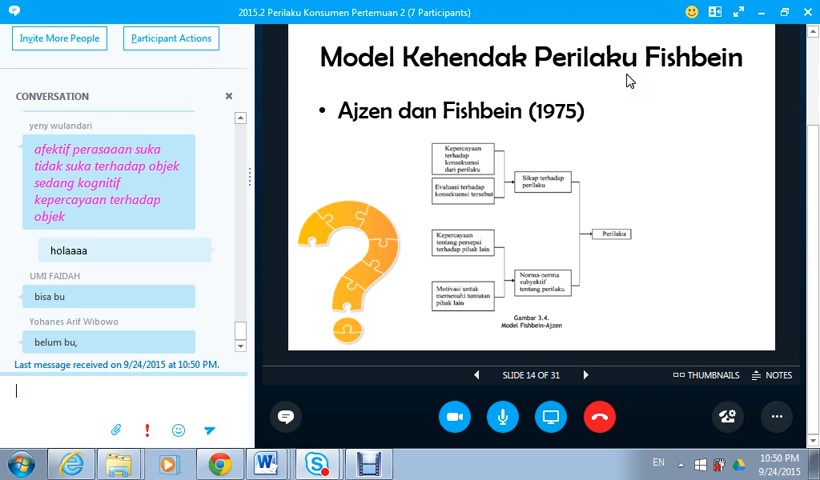 2015.2 Perilaku Konsumen Pertemuan 2 (7 Participants)
Invite More People
Participant Actions
CONVERSATION
yeny wulandari
afektif perasaaan suka
tidak suka terhadap objek
sedang kognitif
kepercayaan terhadap
objek
holaaaa
UMI FAIDAH
bisa bu
Yohanes Arif Wibowo
belum bu,
Last message received on 9/24/2015 at 10:50 PM.
Model Kehendak Perilaku Fishbein
• Ajzen dan Fishbein (1975)
Kepercayaan
terhadap
konsekuensi
dari perilaku
Evaluasi terhadap
konsekuensi tersebut
Sikap terhadap
perilaku
Kepercayaan
tentang persepsi
terhadap pihak lain
Perilaku
Motivasi untuk
memenuhi tuntutan
pihak lain
Norma-norma
subyektif
tentang perilaku
Gambar 3.4.
Model Fishbein-Ajzen
SLIDE 14 OF 31
THUMBNAILS
NOTES
EN
10:50 PM
9/24/2015